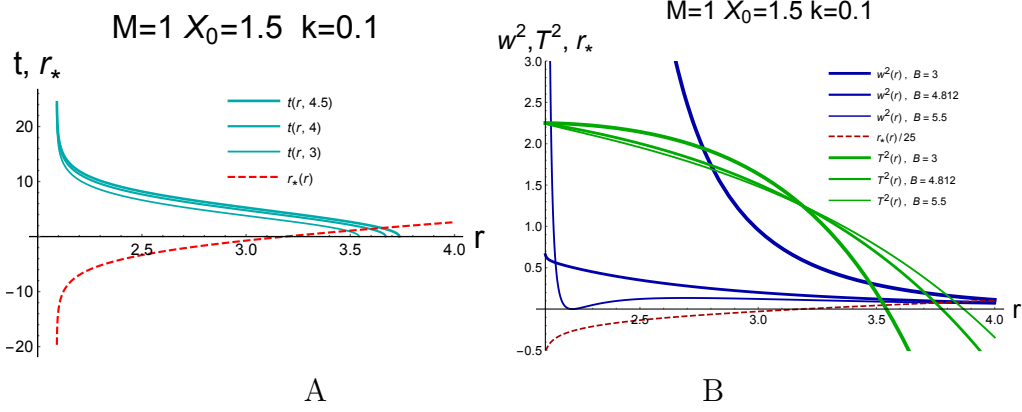 M=1 X₀=1.5 k=0.1
t, r⁎
20
10
−10
−20
2.5 3.0 3.5 4.0 r
t(r, 4.5)
t(r, 4)
t(r, 3)
r⁎(r)
A
M=1 X₀=1.5 k=0.1
w², T², r⁎
3.0
2.5
2.0
1.5
1.0
0.5
−0.5
2.5 3.0 3.5 4.0 r
w²(r), B=3
w²(r), B=4.812
w²(r), B=5.5
r⁎(r)/25
T²(r), B=3
T²(r), B=4.812
T²(r), B=5.5
B